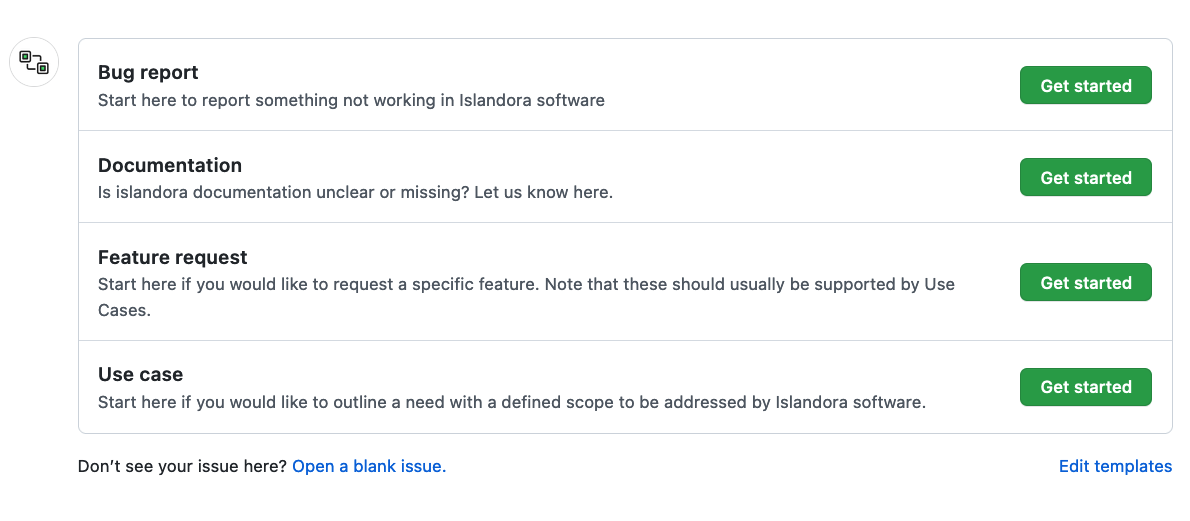 Bug report
Start here to report something not working in Islandora software
Get started
Documentation
Is islandora documentation unclear or missing? Let us know here.
Get started
Feature request
Start here if you would like to request a specific feature. Note that these should usually be supported by Use
Cases.
Get started
Use case
Start here if you would like to outline a need with a defined scope to be addressed by Islandora software.
Get started
Don’t see your issue here? Open a blank issue.
Edit templates